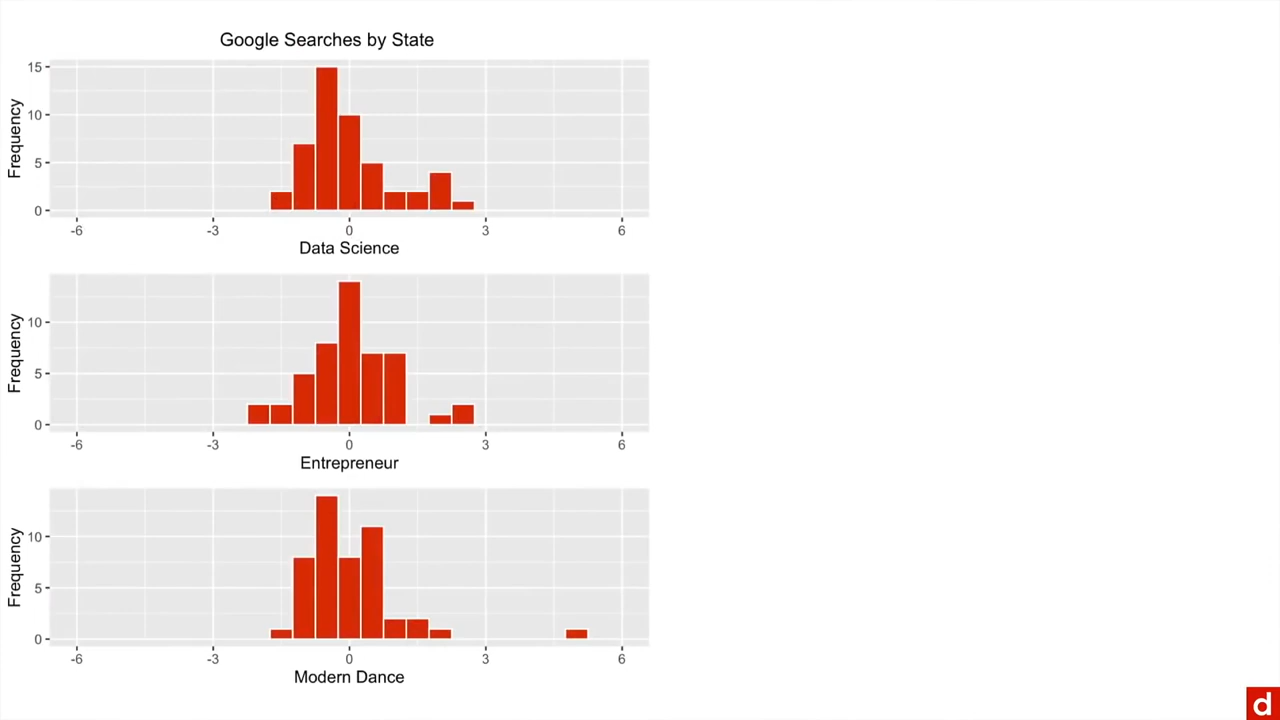 Google Searches by State
Frequency
15
10
5
0
-6 -3 0 3 6
Data Science
Frequency
10
5
0
-6 -3 0 3 6
Entrepreneur
Frequency
10
5
0
-6 -3 0 3 6
Modern Dance
d